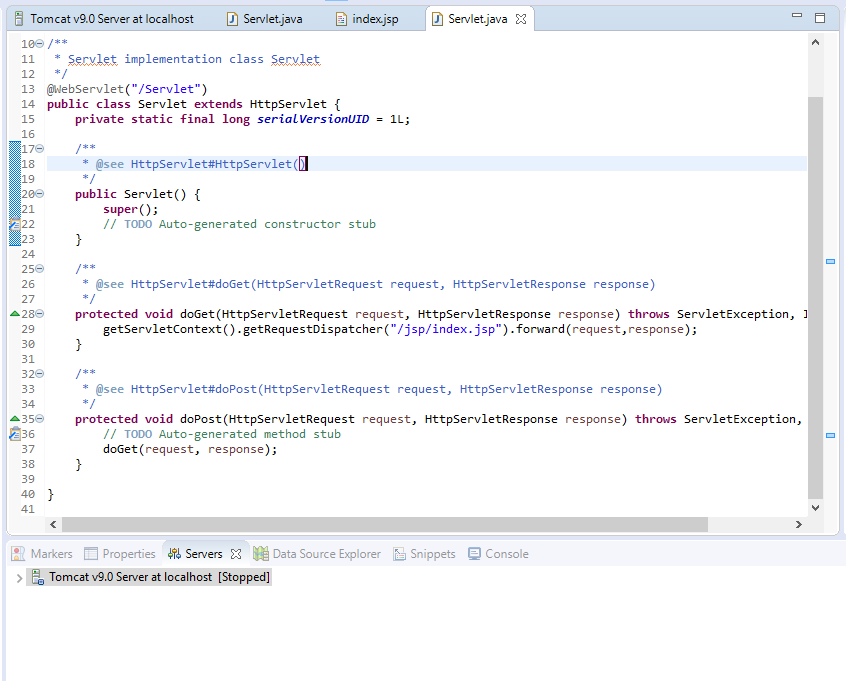 Tomcat v9.0 Server at localhost Servlet.java index.jsp Servlet.java
10 /**
11 * Servlet implementation class Servlet
12 */
13 @WebServlet("/Servlet")
14 public class Servlet extends HttpServlet {
15 private static final long serialVersionUID = 1L;
16
17 /**
18 * @see HttpServlet#HttpServlet()
19 */
20 public Servlet() {
21 super();
22 // TODO Auto-generated constructor stub
23 }
24
25 /**
26 * @see HttpServlet#doGet(HttpServletRequest request, HttpServletResponse response)
27 */
28 protected void doGet(HttpServletRequest request, HttpServletResponse response) throws ServletException, I
29 getServletContext().getRequestDispatcher("/jsp/index.jsp").forward(request,response);
30 }
31
32 /**
33 * @see HttpServlet#doPost(HttpServletRequest request, HttpServletResponse response)
34 */
35 protected void doPost(HttpServletRequest request, HttpServletResponse response) throws ServletException,
36 // TODO Auto-generated method stub
37 doGet(request, response);
38 }
39
40 }
41
Markers Properties Servers Data Source Explorer Snippets Console
Tomcat v9.0 Server at localhost [Stopped]